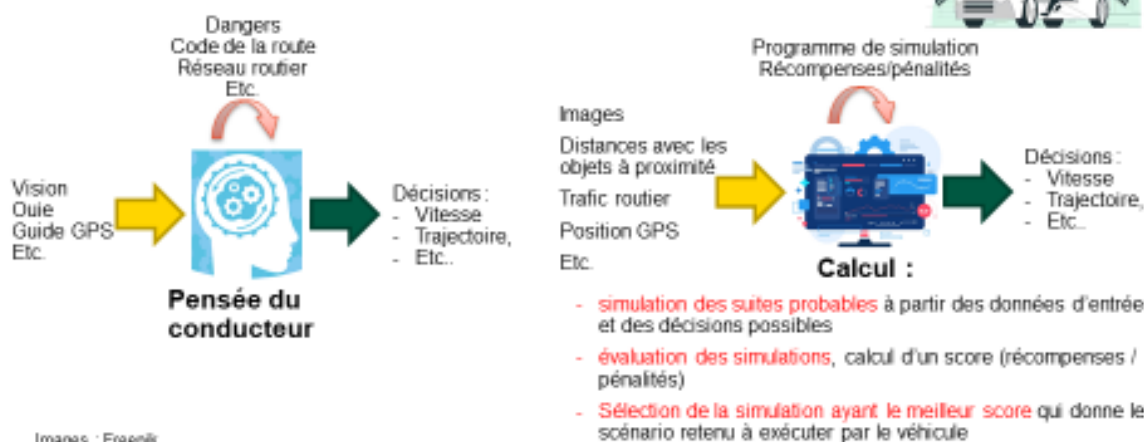 Dangers
Code de la route
Réseau routier
Etc.
Vision
Ouie
Guide GPS
Etc.
Décisions :
- Vitesse
- Trajectoire,
- Etc..
Pensée du
conducteur
Programme de simulation
Récompenses/pénalités
Images
Distances avec les
objets à proximité
Trafic routier
Position GPS
Etc.
Décisions :
- Vitesse
- Trajectoire,
- Etc..
Calcul :
- simulation des suites probables à partir des données d'entrée
et des décisions possibles
- évaluation des simulations, calcul d'un score (récompenses /
pénalités)
- Sélection de la simulation ayant le meilleur score qui donne le
scénario retenu à exécuter par le véhicule
Images : Freepik